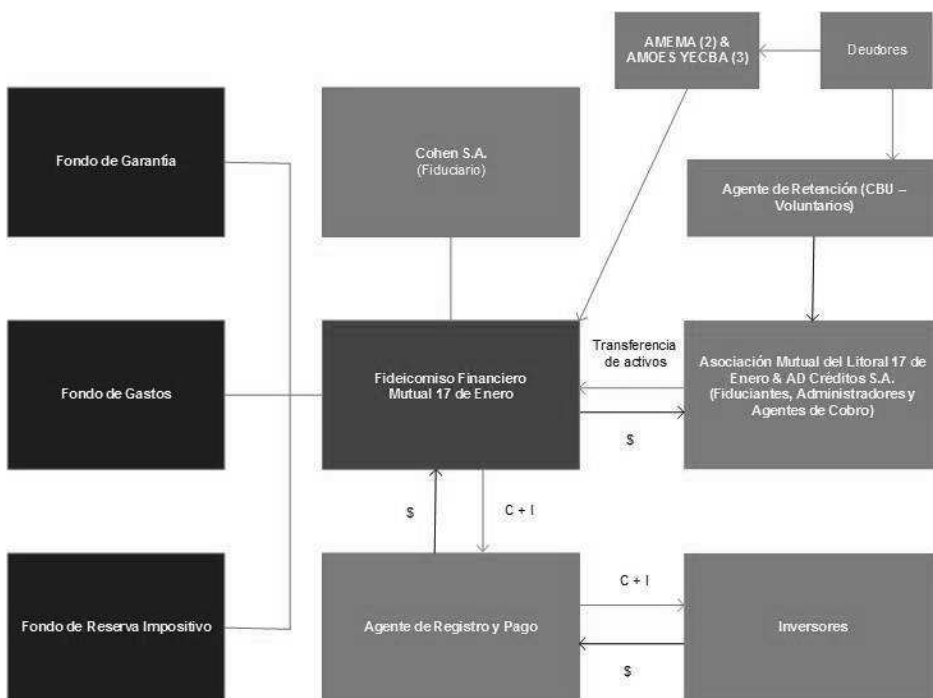 AMEMA (2) &
AMOES YECBA (3)
Deudores
Fondo de Garantía
Cohen S.A.
(Fiduciario)
Agente de Retención (CBU –
Voluntarios)
Fondo de Gastos
Fideicomiso Financiero
Mutual 17 de Enero
Transferencia
de activos
$
Asociación Mutual del Litoral 17 de
Enero & AD Créditos S.A.
(Fiduciantes, Administradores y
Agentes de Cobro)
$
C + I
Fondo de Reserva Impositivo
Agente de Registro y Pago
C + I
$
Inversores